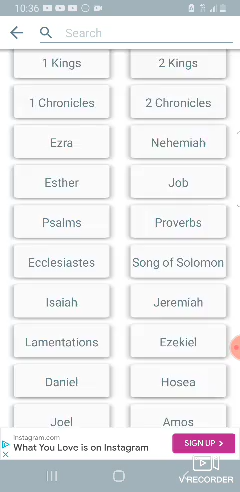 10:36
Search
1 Kings
2 Kings
1 Chronicles
2 Chronicles
Ezra
Nehemiah
Esther
Job
Psalms
Proverbs
Ecclesiastes
Song of Solomon
Isaiah
Jeremiah
Lamentations
Ezekiel
Daniel
Hosea
Joel
Amos
Instagram.com
What You Love is on Instagram
SIGN UP
VRECORDER